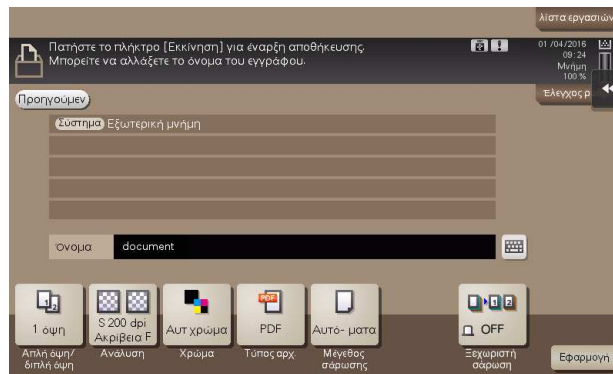 λίστα εργασιών
Πατήστε το πλήκτρο [Εκκίνηση] για έναρξη αποθήκευσης.
Μπορείτε να αλλάξετε το όνομα του εγγράφου.
01/04/2016
09:24
Μνήμη
100 %
Προηγούμεν
Έλεγχος ρ
Σύστημα Εξωτερική μνήμη
Όνομα document
1 όψη
S 200 dpi
Ακρίβεια F
Αυτ χρώμα
PDF
PDF
Αυτό- ματα
OFF
Απλή όψη/
διπλή όψη
Ανάλυση
Χρώμα
Τύπος αρχ.
Μέγεθος
σάρωσης
Ξεχωριστή
σάρωση
Εφαρμογή